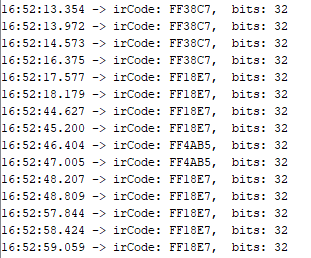 16:52:13.354 -> irCode: FF38C7,  bits: 32
16:52:13.972 -> irCode: FF38C7,  bits: 32
16:52:14.573 -> irCode: FF38C7,  bits: 32
16:52:16.375 -> irCode: FF38C7,  bits: 32
16:52:17.577 -> irCode: FF18E7,  bits: 32
16:52:18.179 -> irCode: FF18E7,  bits: 32
16:52:44.627 -> irCode: FF18E7,  bits: 32
16:52:45.200 -> irCode: FF18E7,  bits: 32
16:52:46.404 -> irCode: FF4AB5,  bits: 32
16:52:47.005 -> irCode: FF4AB5,  bits: 32
16:52:48.207 -> irCode: FF18E7,  bits: 32
16:52:48.809 -> irCode: FF18E7,  bits: 32
16:52:57.844 -> irCode: FF18E7,  bits: 32
16:52:58.424 -> irCode: FF18E7,  bits: 32
16:52:59.059 -> irCode: FF18E7,  bits: 32